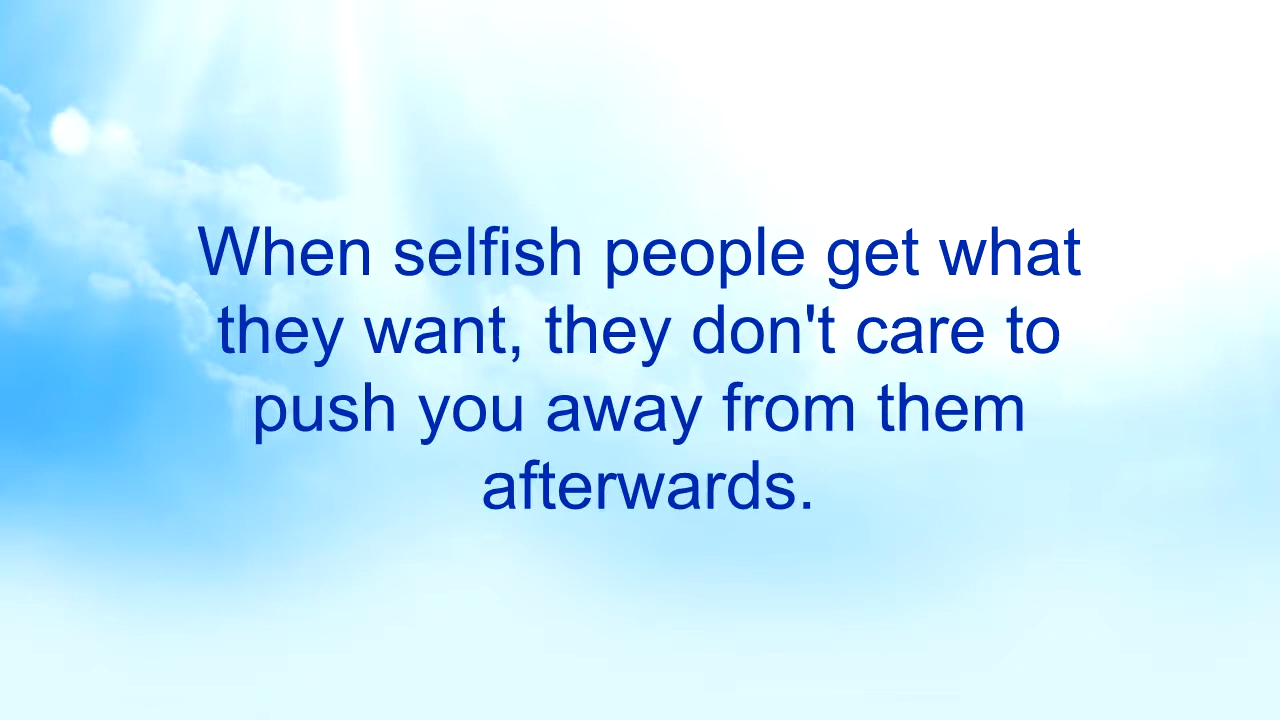 When selfish people get what
they want, they don't care to
push you away from them
afterwards.